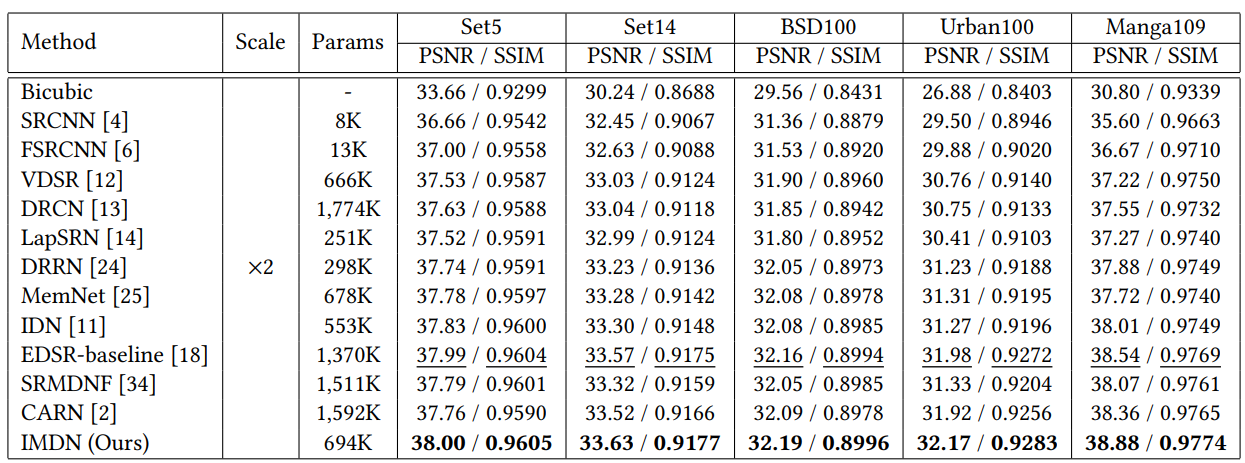 Method Scale Params Set5 Set14 BSD100 Urban100 Manga109
PSNR / SSIM PSNR / SSIM PSNR / SSIM PSNR / SSIM PSNR / SSIM
Bicubic - 33.66 / 0.9299 30.24 / 0.8688 29.56 / 0.8431 26.88 / 0.8403 30.80 / 0.9339
SRCNN [4] 8K 36.66 / 0.9542 32.45 / 0.9067 31.36 / 0.8879 29.50 / 0.8946 35.60 / 0.9663
FSRCNN [6] 13K 37.00 / 0.9558 32.63 / 0.9088 31.53 / 0.8920 29.88 / 0.9020 36.67 / 0.9710
VDSR [12] 666K 37.53 / 0.9587 33.03 / 0.9124 31.90 / 0.8960 30.76 / 0.9140 37.22 / 0.9750
DRCN [13] 1,774K 37.63 / 0.9588 33.04 / 0.9118 31.85 / 0.8942 30.75 / 0.9133 37.55 / 0.9732
LapSRN [14] 251K 37.52 / 0.9591 32.99 / 0.9124 31.80 / 0.8952 30.41 / 0.9103 37.27 / 0.9740
DRRN [24] ×2 298K 37.74 / 0.9591 33.23 / 0.9136 32.05 / 0.8973 31.23 / 0.9188 37.88 / 0.9749
MemNet [25] 678K 37.78 / 0.9597 33.28 / 0.9142 32.08 / 0.8978 31.31 / 0.9195 37.72 / 0.9740
IDN [11] 553K 37.83 / 0.9600 33.30 / 0.9148 32.08 / 0.8985 31.27 / 0.9196 38.01 / 0.9749
EDSR-baseline [18] 1,370K 37.99 / 0.9604 33.57 / 0.9175 32.16 / 0.8994 31.98 / 0.9272 38.54 / 0.9769
SRMDNF [34] 1,511K 37.79 / 0.9601 33.32 / 0.9159 32.05 / 0.8985 31.33 / 0.9204 38.07 / 0.9761
CARN [2] 1,592K 37.76 / 0.9590 33.52 / 0.9166 32.09 / 0.8978 31.92 / 0.9256 38.36 / 0.9765
IMDN (Ours) 694K 38.00 / 0.9605 33.63 / 0.9177 32.19 / 0.8996 32.17 / 0.9283 38.88 / 0.9774